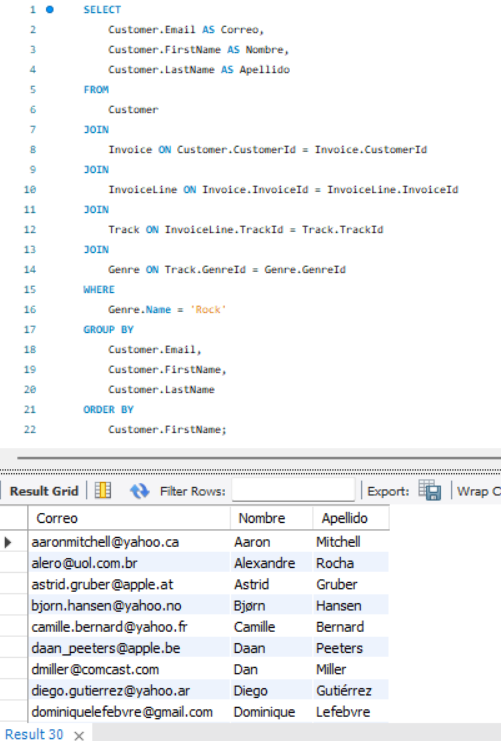 1 SELECT
2 Customer.Email AS Correo,
3 Customer.FirstName AS Nombre,
4 Customer.LastName AS Apellido
5 FROM
6 Customer
7 JOIN
8 Invoice ON Customer.CustomerId = Invoice.CustomerId
9 JOIN
10 InvoiceLine ON Invoice.InvoiceId = InvoiceLine.InvoiceId
11 JOIN
12 Track ON InvoiceLine.TrackId = Track.TrackId
13 JOIN
14 Genre ON Track.GenreId = Genre.GenreId
15 WHERE
16 Genre.Name = 'Rock'
17 GROUP BY
18 Customer.Email,
19 Customer.FirstName,
20 Customer.LastName
21 ORDER BY
22 Customer.FirstName;
Result Grid Filter Rows: Export: Wrap C
Correo Nombre Apellido
aaronmitchell@yahoo.ca Aaron Mitchell
alero@uol.com.br Alexandre Rocha
astrid.gruber@apple.at Astrid Gruber
bjorn.hansen@yahoo.no Bjørn Hansen
camille.bernard@yahoo.fr Camille Bernard
daan_peeters@apple.be Daan Peeters
dmiller@comcast.com Dan Miller
diego.gutierrez@yahoo.ar Diego Gutiérrez
dominiquelefebvre@gmail.com Dominique Lefebvre
Result 30